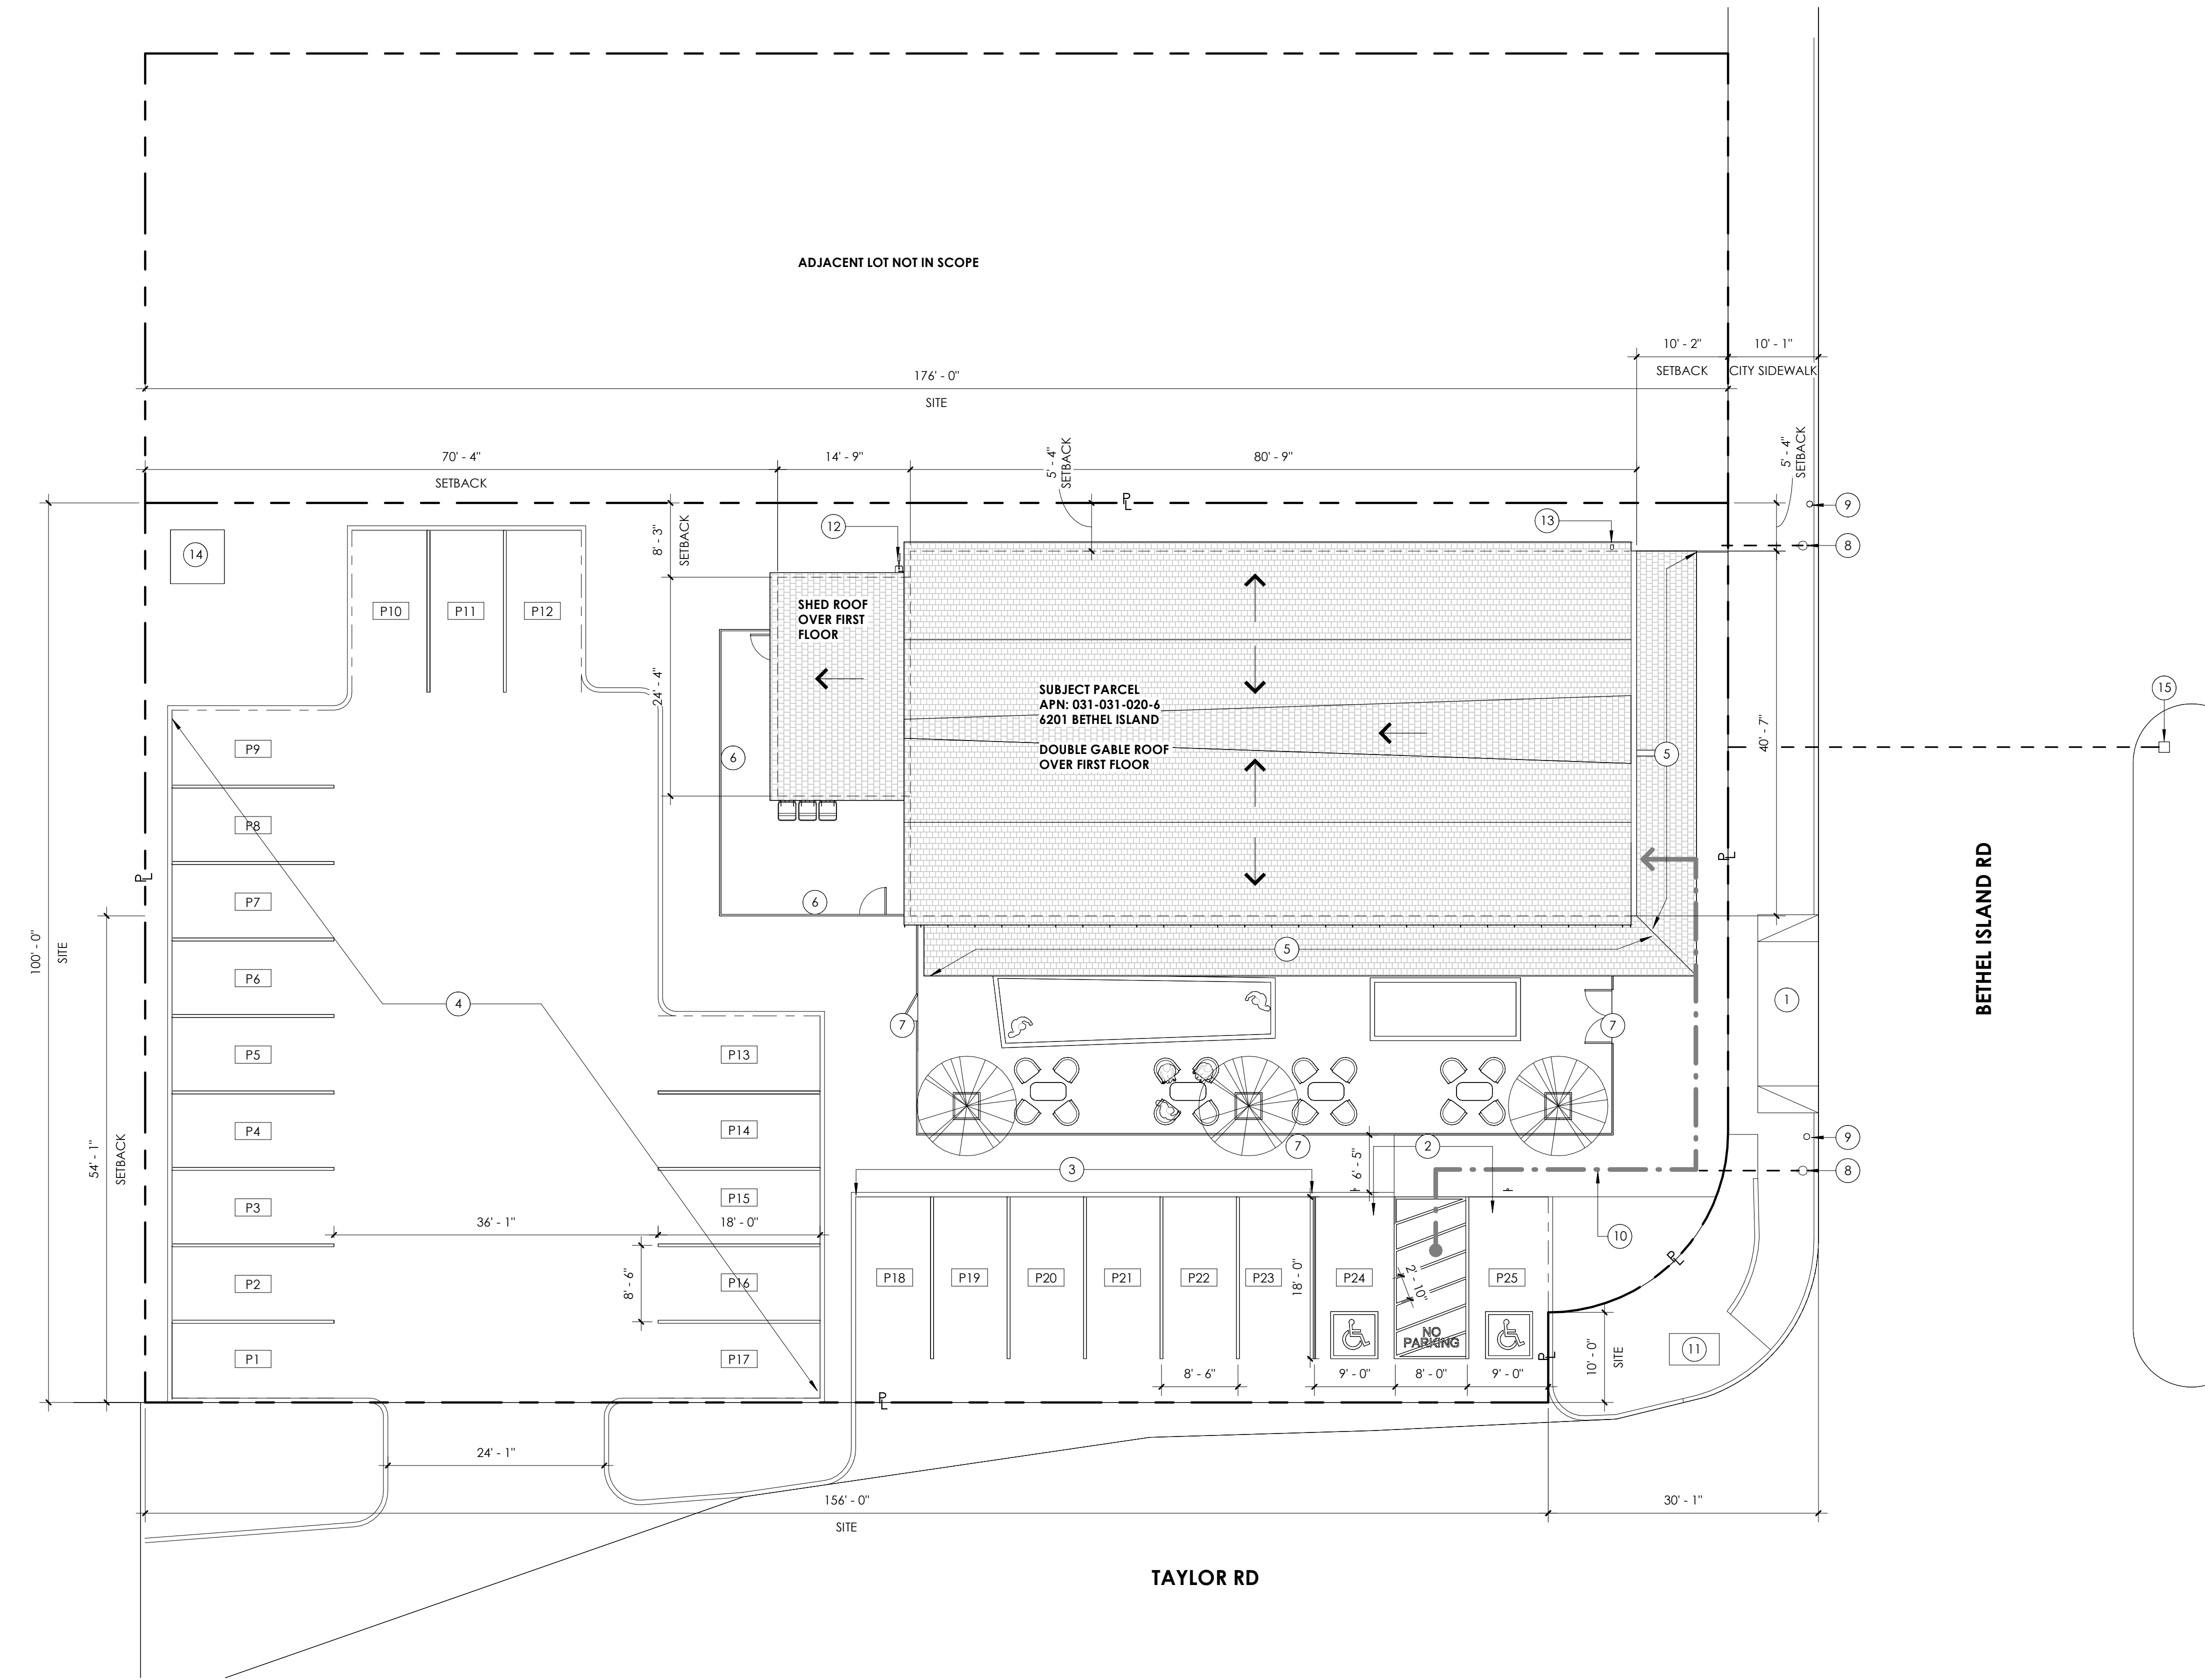 ADJACENT LOT NOT IN SCOPE
10' - 2"
10' - 1"
SETBACK
CITY SIDEWALK
176' - 0"
SITE
70' - 4"
SETBACK
14' - 9"
5' - 4"
SETBACK
80' - 9"
5' - 4"
SETBACK
PL
9
8
12
13
14
8' - 3"
SETBACK
P10
P11
P12
SHED ROOF
OVER FIRST
FLOOR
24' - 4"
SUBJECT PARCEL
APN: 031-031-020-6
6201 BETHEL ISLAND
DOUBLE GABLE ROOF
OVER FIRST FLOOR
15
40' - 7"
5
6
P9
P8
P7
P6
P5
P4
P3
P2
P1
PL
PL
6
5
100' - 0"
SITE
54' - 1"
SETBACK
4
7
7
1
BETHEL ISLAND RD
P13
P14
P15
P16
P17
36' - 1"
18' - 0"
8' - 6"
7
6' - 5"
2
3
9
8
10
PL
P18
P19
P20
P21
P22
P23
18' - 0"
P24
2' - 10"
P25
NO
PARKING
8' - 6"
9' - 0"
8' - 0"
9' - 0"
PL
10' - 0"
SITE
11
PL
24' - 1"
156' - 0"
SITE
30' - 1"
TAYLOR RD